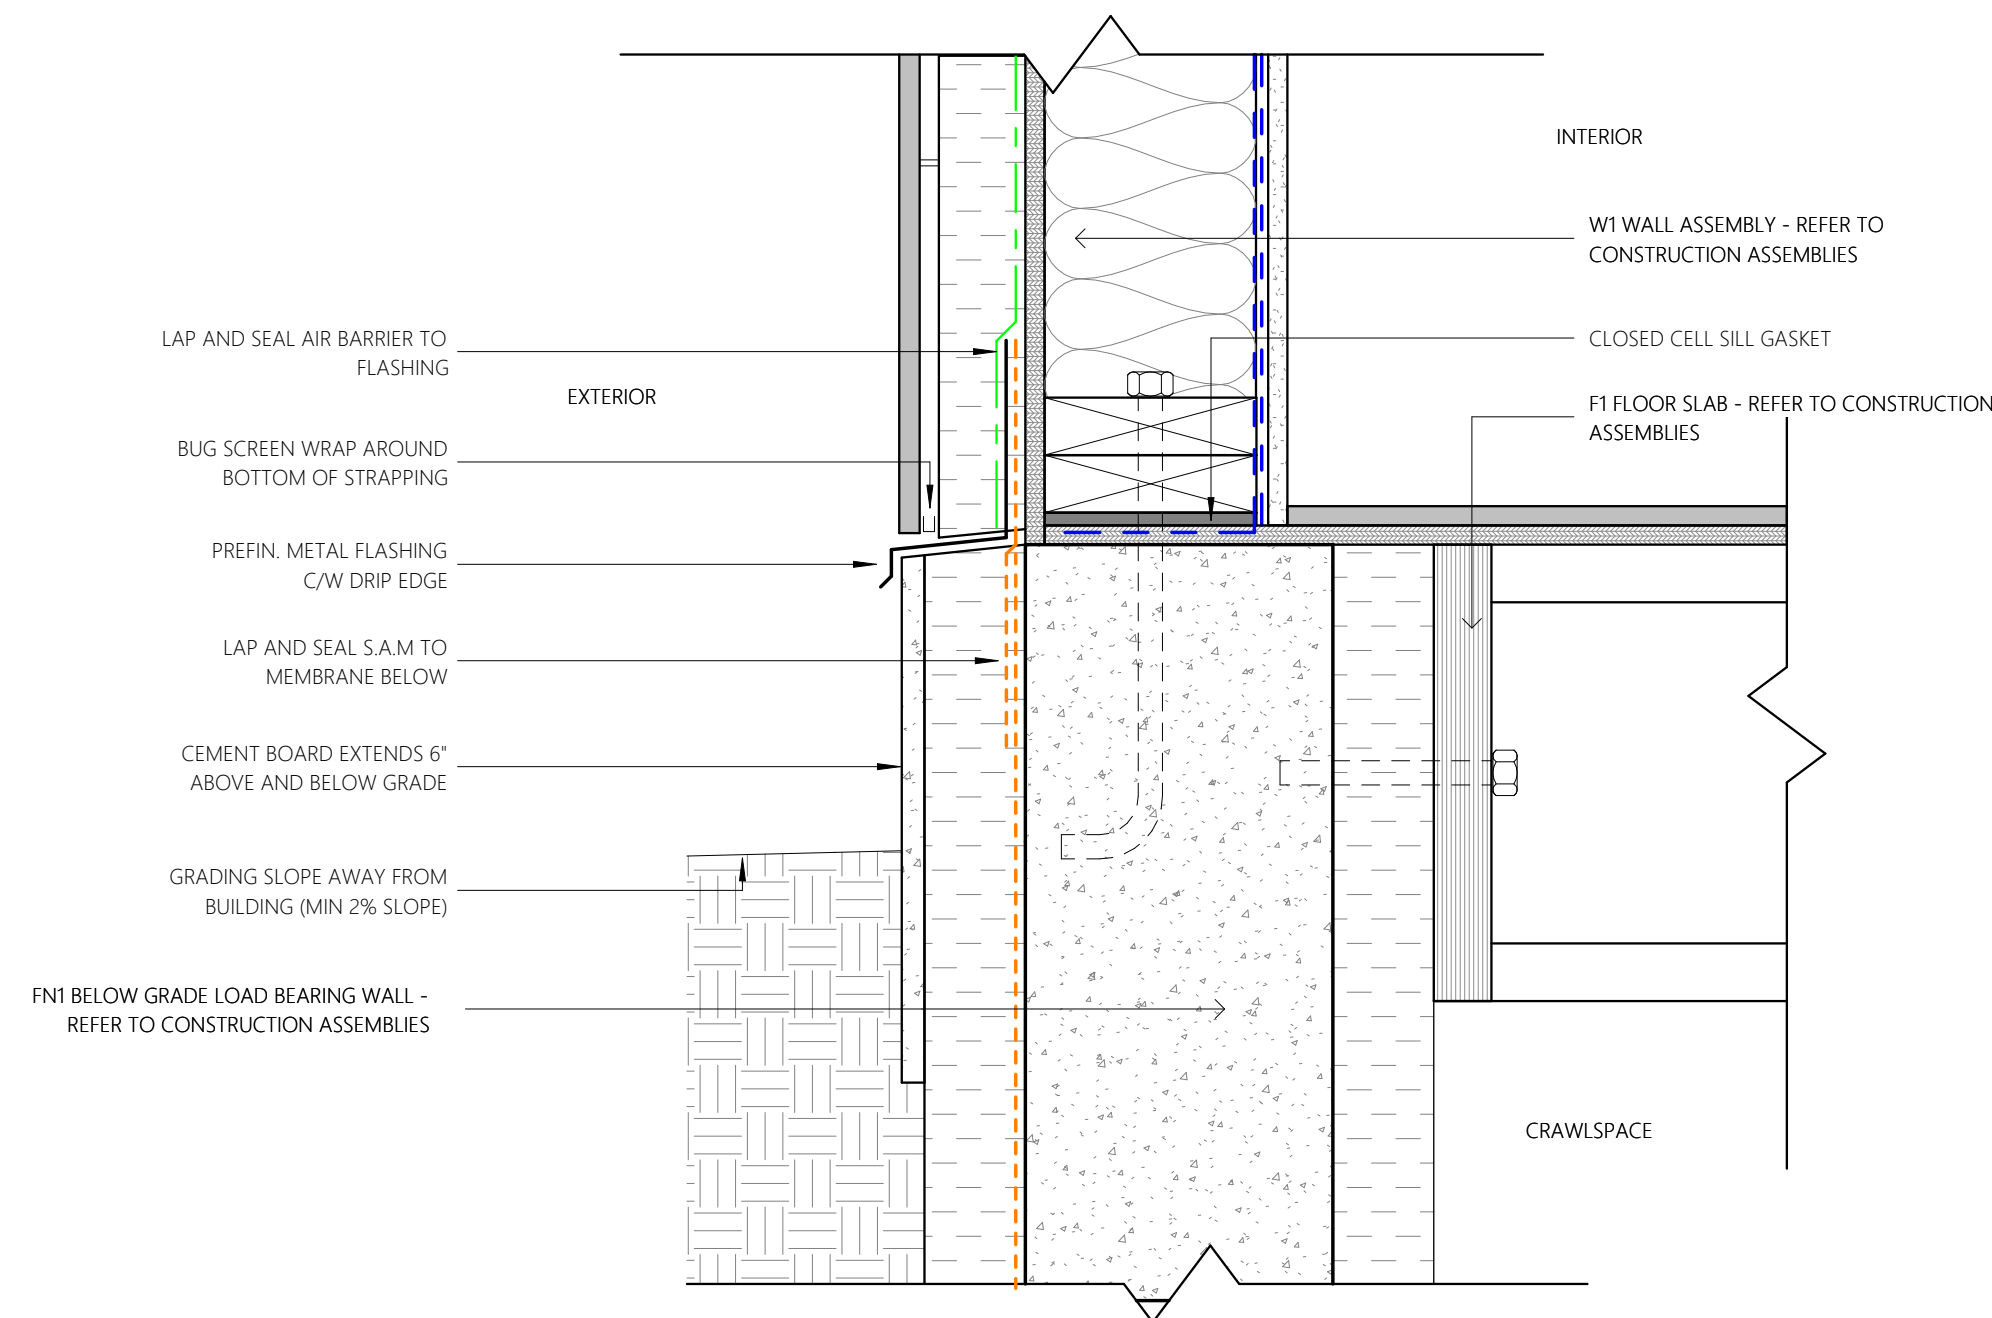 LAP AND SEAL AIR BARRIER TO
FLASHING
EXTERIOR
BUG SCREEN WRAP AROUND
BOTTOM OF STRAPPING
PREFIN. METAL FLASHING
C/W DRIP EDGE
LAP AND SEAL S.A.M TO
MEMBRANE BELOW
CEMENT BOARD EXTENDS 6"
ABOVE AND BELOW GRADE
GRADING SLOPE AWAY FROM
BUILDING (MIN 2% SLOPE)
FN1 BELOW GRADE LOAD BEARING WALL -
REFER TO CONSTRUCTION ASSEMBLIES
INTERIOR
W1 WALL ASSEMBLY - REFER TO
CONSTRUCTION ASSEMBLIES
CLOSED CELL SILL GASKET
F1 FLOOR SLAB - REFER TO CONSTRUCTION
ASSEMBLIES
CRAWLSPACE